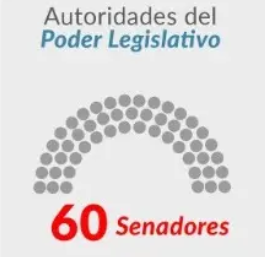 Autoridades del
Poder Legislativo
60 Senadores